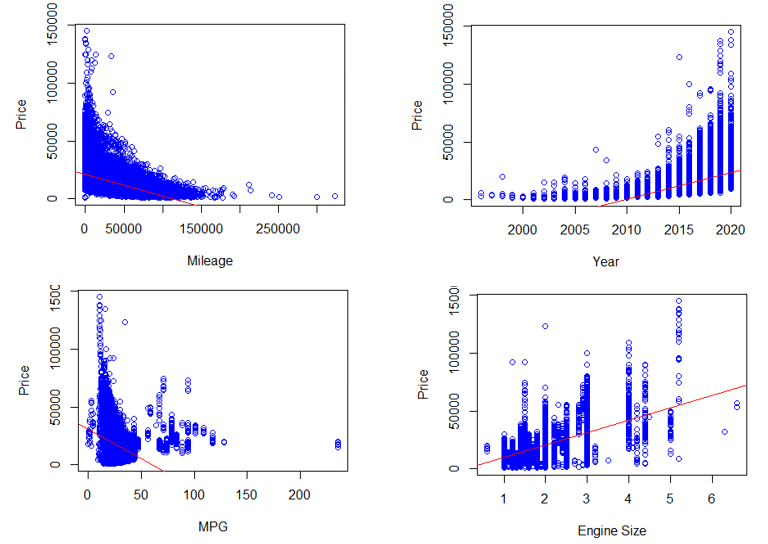 Price
0 50000 100000 150000
0 50000 150000 250000
Mileage
Price
0 50000 100000 150000
2000 2005 2010 2015 2020
Year
Price
0 50000 100000 1500
0 50 100 150 200
MPG
Price
0 50000 100000 1500
1 2 3 4 5 6
Engine Size